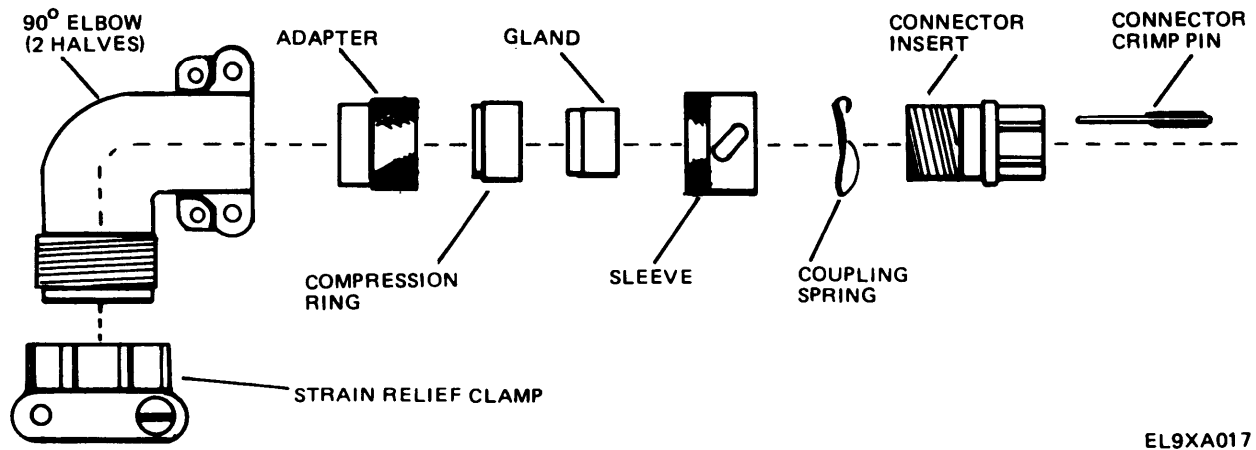 90° ELBOW
(2 HALVES)
ADAPTER
GLAND
CONNECTOR
INSERT
CONNECTOR
CRIMP PIN
COMPRESSION
RING
SLEEVE
COUPLING
SPRING
STRAIN RELIEF CLAMP
EL9XA017